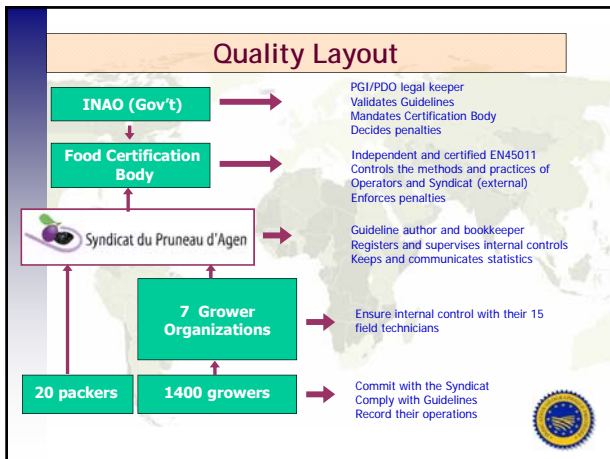 Quality Layout
INAO (Gov't)
PGI/PDO legal keeper
Validates Guidelines
Mandates Certification Body
Decides penalties
Food Certification
Body
Independent and certified EN45011
Controls the methods and practices of
Operators and Syndicat (external)
Enforces penalties
Syndicat du Pruneau d'Agen
Guideline author and bookkeeper
Registers and supervises internal controls
Keeps and communicates statistics
7 Grower
Organizations
Ensure internal control with their 15
field technicians
20 packers
1400 growers
Commit with the Syndicat
Comply with Guidelines
Record their operations